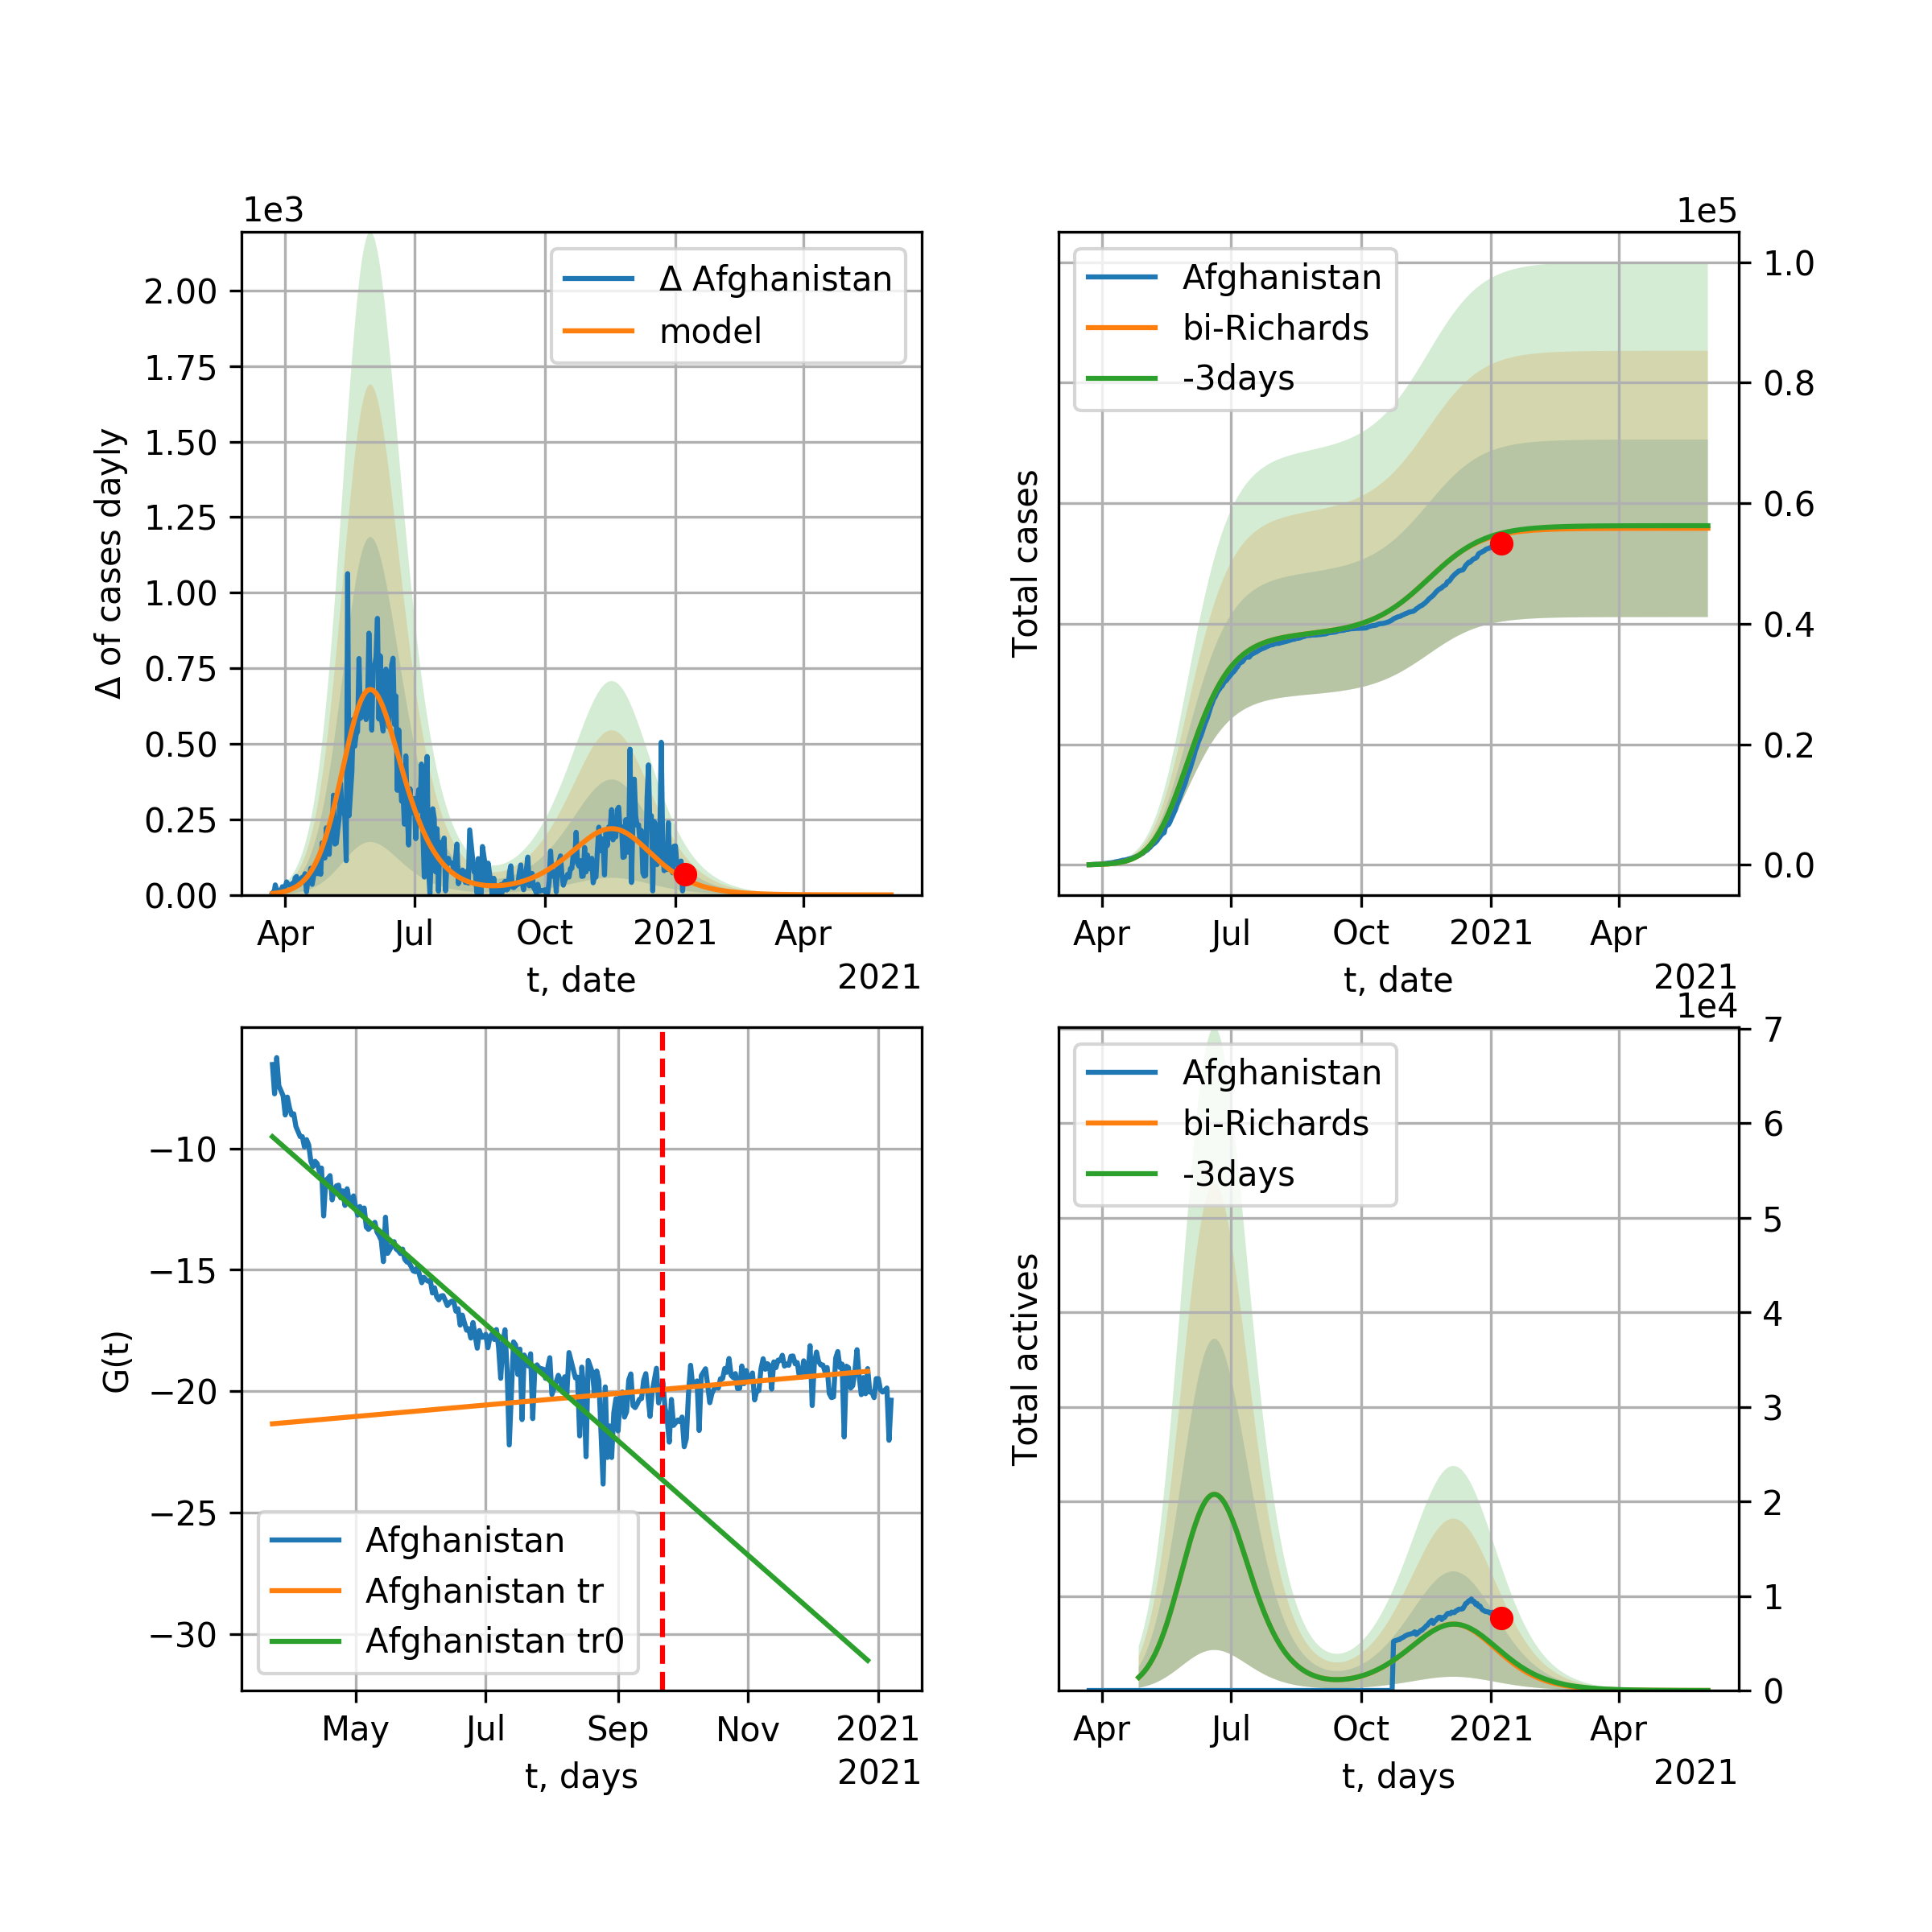 1e3
Δ of cases dayly
2.00
1.75
1.50
1.25
1.00
0.75
0.50
0.25
0.00
Δ Afghanistan
model
Apr Jul Oct 2021 Apr
t, date
2021
1e5
Total cases
Afghanistan
bi-Richards
-3days
1.0
0.8
0.6
0.4
0.2
0.0
Apr Jul Oct 2021 Apr
t, date
2021
G(t)
−10
−15
−20
−25
−30
Afghanistan
Afghanistan tr
Afghanistan tr0
May Jul Sep Nov 2021
t, days
2021
1e4
Total actives
Afghanistan
bi-Richards
-3days
7
6
5
4
3
2
1
0
Apr Jul Oct 2021 Apr
t, days
2021